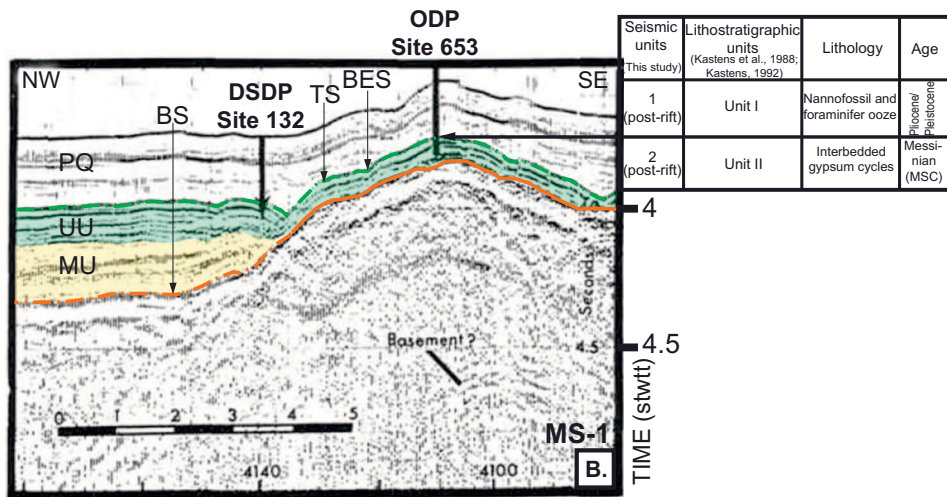 ODP
Site 653
NW
SE
DSDP
Site 132
BS
TS
BES
PQ
UU
MU
Seconds
4
4.5
4.5
TIME (stwtt)
Basement?
0 1 2 3 4 5
MS-1
B.
4140
4100
Seismic units (This study)
Lithostratigraphic units (Kastens et al., 1988; Kastens, 1992)
Lithology
Age
1 (post-rift)
Unit I
Nannofossil and foraminifer ooze
Pliocene/ Pleistocene
2 (post-rift)
Unit II
Interbedded gypsum cycles
Messi-nian (MSC)